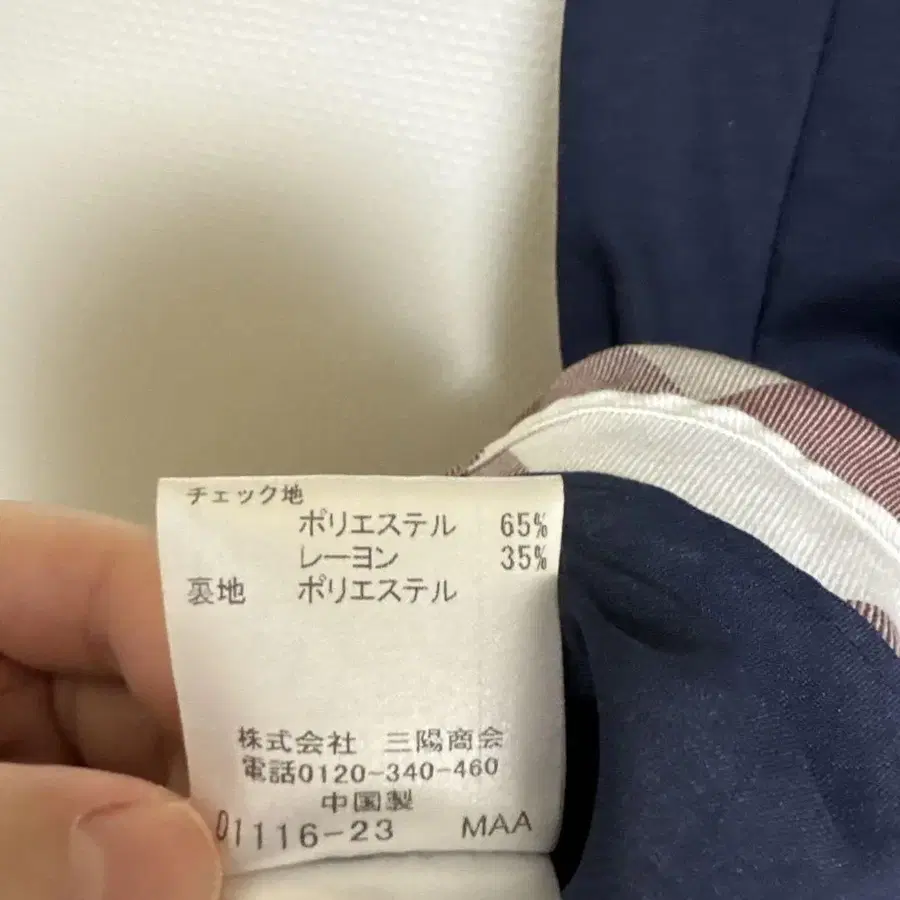 チェック地
ポリエステル 65%
レーヨン 35%
裏地 ポリエステル
株式会社 三陽商会
電話0120-340-460
中国製
01116-23 MAA